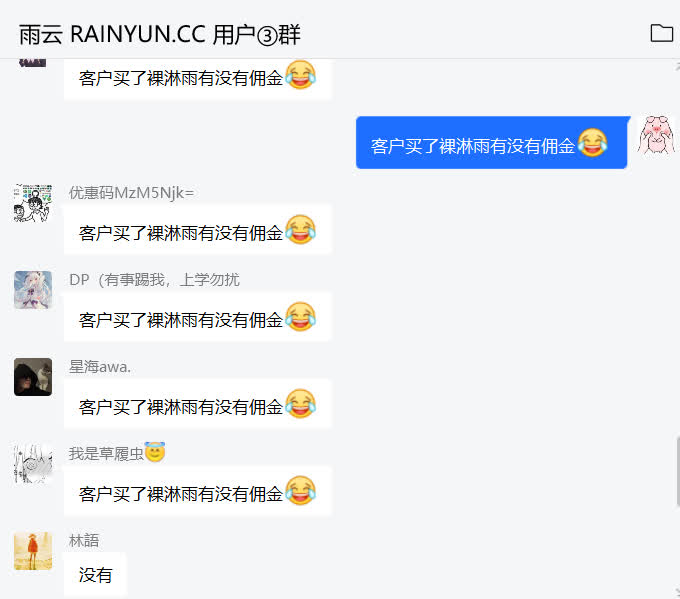 雨云 RAINYUN.CC 用户③群
客户买了裸淋雨有没有佣金😂
客户买了裸淋雨有没有佣金😂
优惠码MzM5Njk=
客户买了裸淋雨有没有佣金😂
DP（有事踢我，上学勿扰
客户买了裸淋雨有没有佣金😂
星海awa.
客户买了裸淋雨有没有佣金😂
我是草履虫😇
客户买了裸淋雨有没有佣金😂
林語
没有